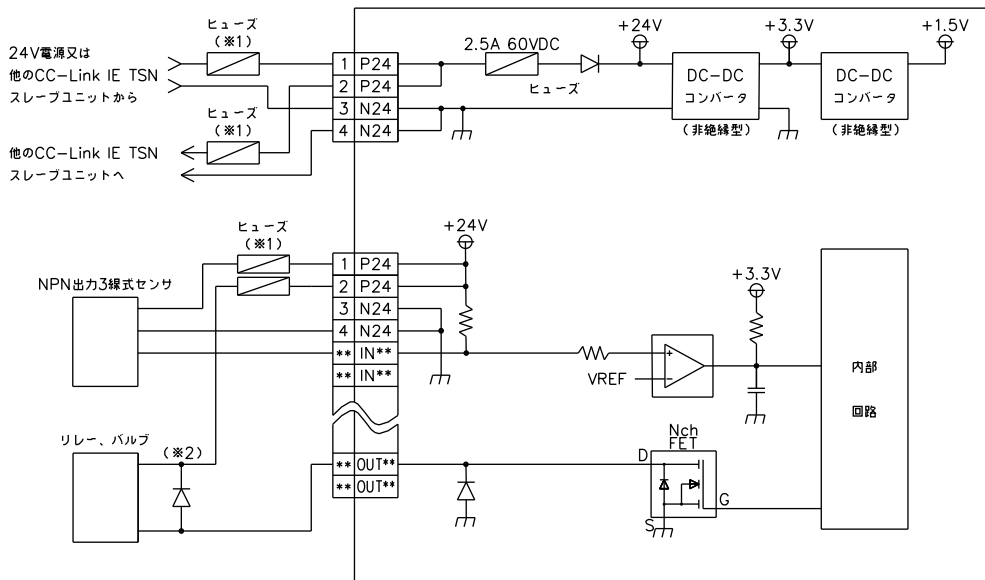 ヒューズ
(※1)
24V電源又は
他のCC-Link IE TSN
スレーブユニットから
1 P24
2 P24
3 N24
4 N24
2.5A 60VDC
ヒューズ
+24V
DC-DC
コンバータ
(非絶縁型)
+3.3V
DC-DC
コンバータ
(非絶縁型)
+1.5V
ヒューズ
(※1)
他のCC-Link IE TSN
スレーブユニットへ
ヒューズ
(※1)
+24V
NPN出力3線式センサ
1 P24
2 P24
3 N24
4 N24
** IN**
** IN**
+3.3V
+
VREF -
内部
回路
リレー、バルブ
(※2)
** OUT**
** OUT**
Nch
FET
D
G
S